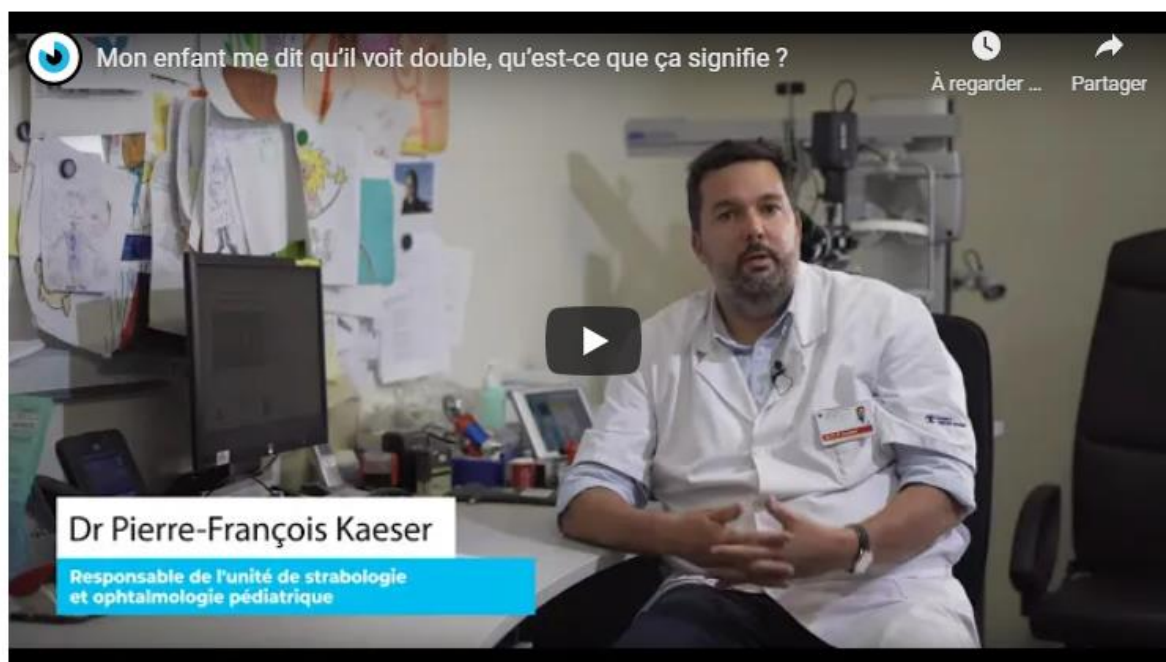 Mon enfant me dit qu'il voit double, qu'est-ce que ça signifie ?
À regarder ...
Partager
Dr Pierre-François Kaeser
Responsable de l'unité de strabologie
et ophtalmologie pédiatrique